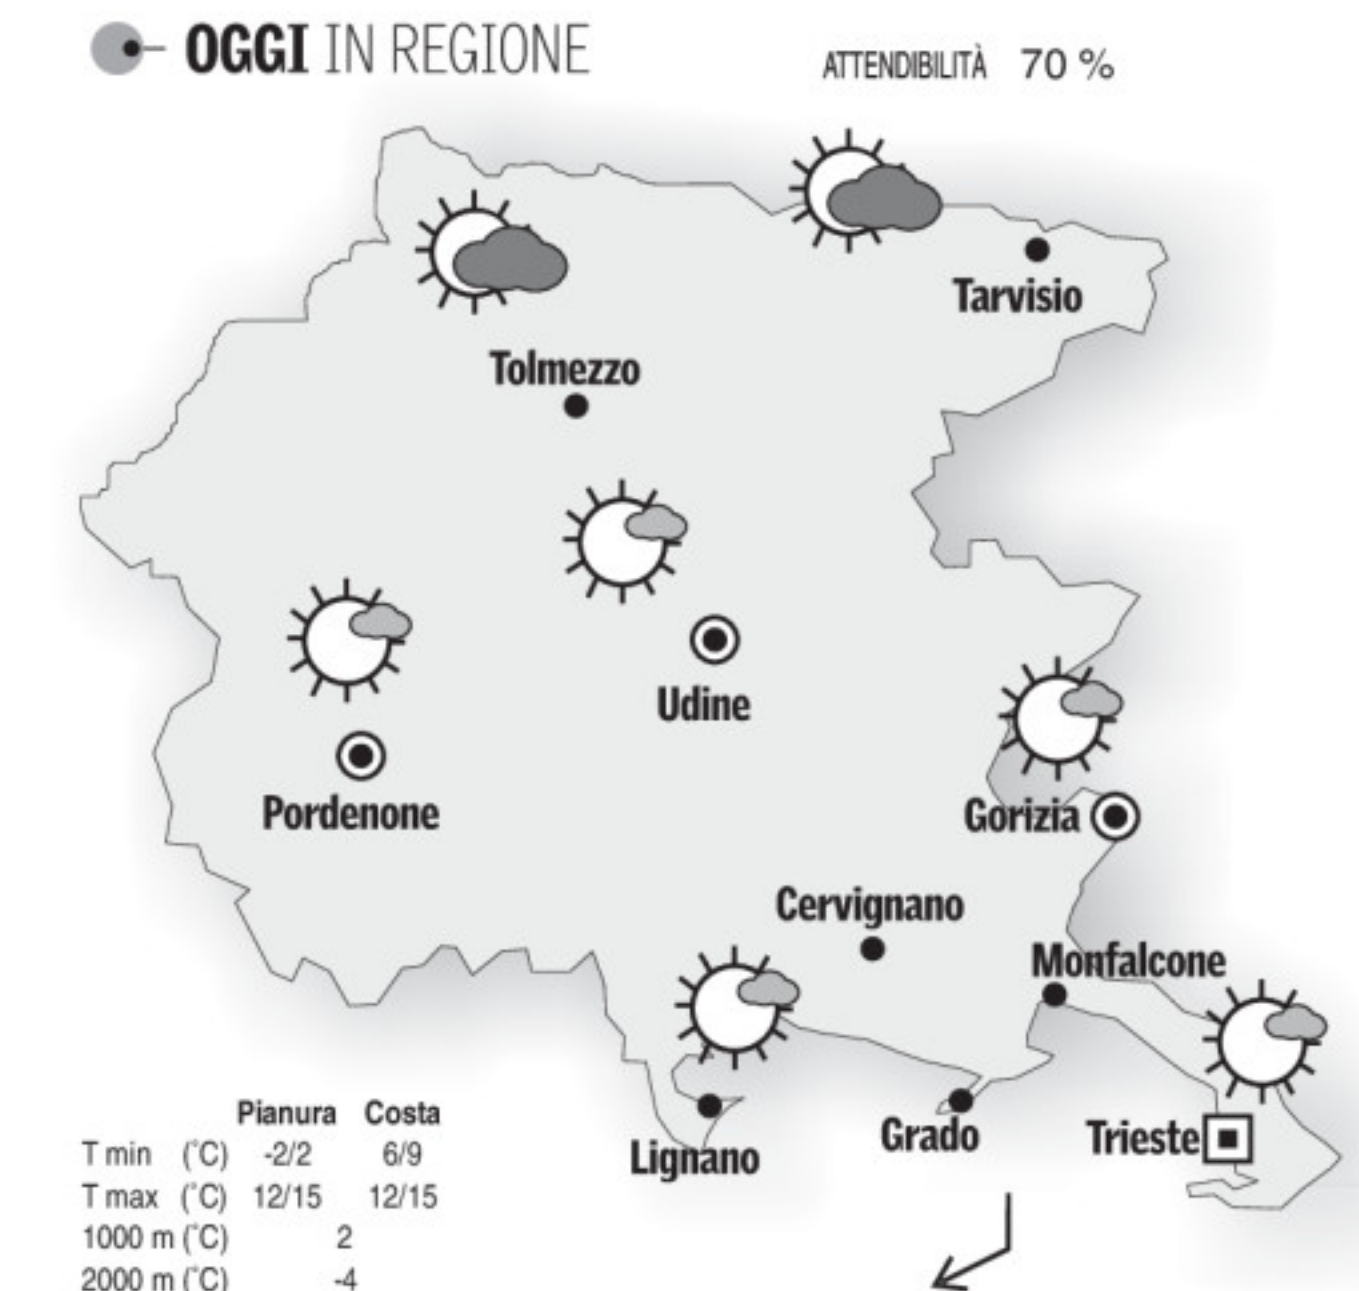 OGGI IN REGIONE
ATTENDIBILITÀ 70 %
Tarvisio
Tolmezzo
Udine
Pordenone
Gorizia
Cervignano
Monfalcone
Grado
Trieste
Lignano
Pianura Costa
T min (°C) -2/2 6/9
T max (°C) 12/15 12/15
1000 m (°C) 2
2000 m (°C) -4